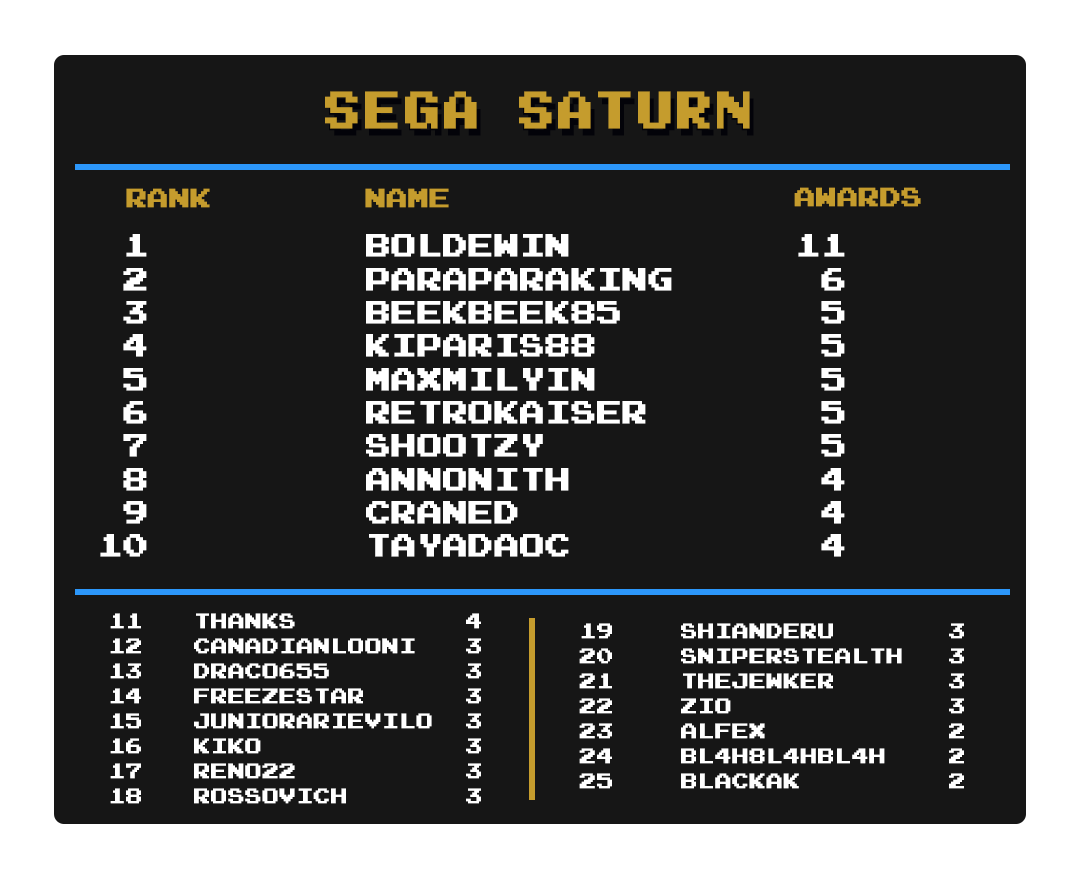 SEGA SATURN
RANK NAME AWARDS
1 BOLDEWIN 11
2 PARAPARAKING 6
3 BEEKBEEK85 5
4 KIPARIS88 5
5 MAXMILYIN 5
6 RETROKAISER 5
7 SHOOTZY 5
8 ANNONITH 4
9 CRANED 4
10 TAYADAOC 4
11 THANKS 4
12 CANADIANLOONI 3
13 DRACO655 3
14 FREEZESTAR 3
15 JUNIORARIEVILO 3
16 KIKO 3
17 RENO22 3
18 ROSSOVICH 3
19 SHIANDERU 3
20 SNIPERSTEALTH 3
21 THEJEWKER 3
22 ZIO 3
23 ALFEX 2
24 BL4H8L4HBL4H 2
25 BLACKAK 2